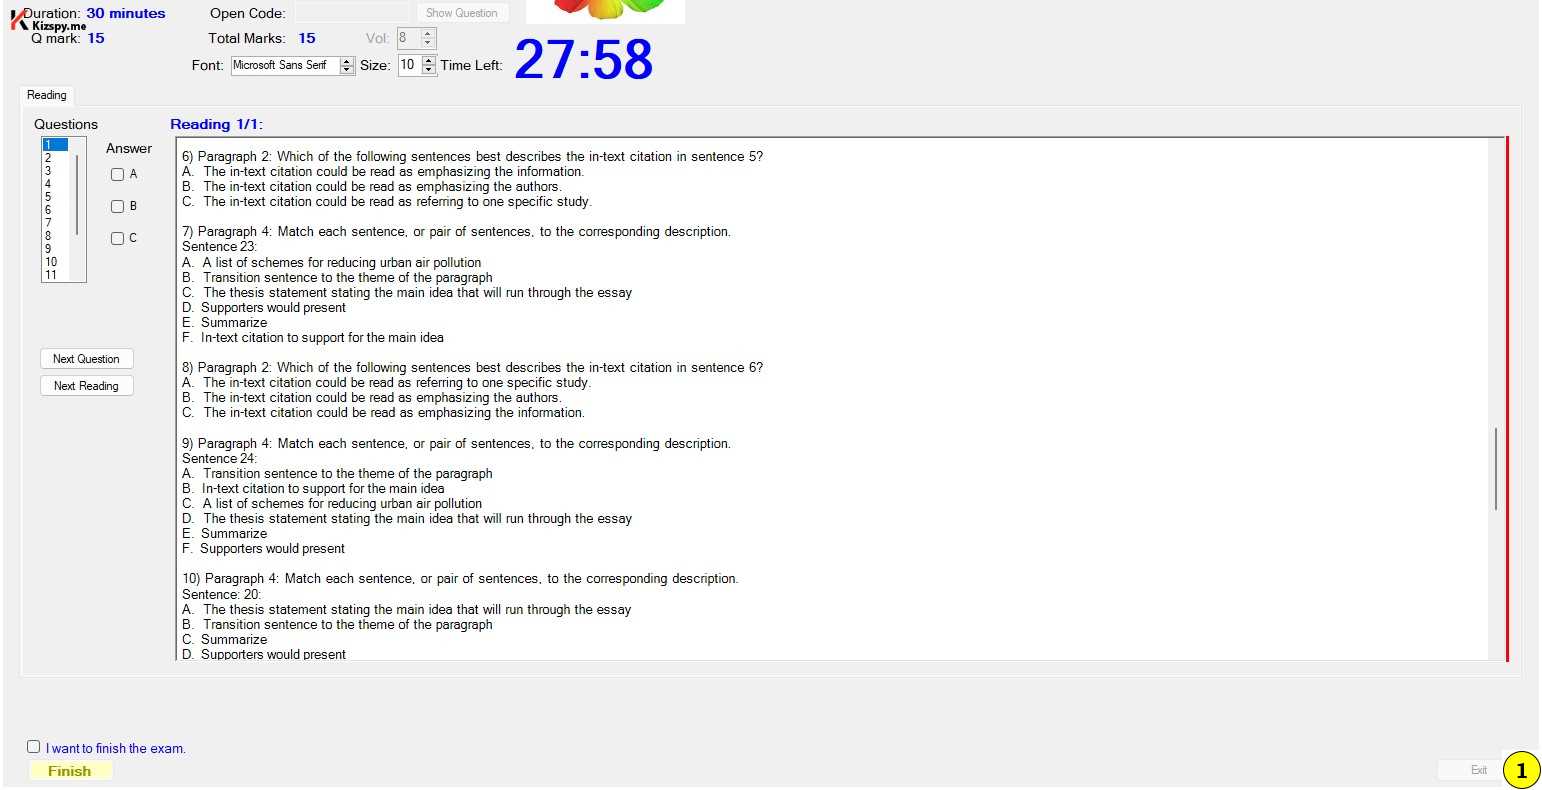 Duration: 30 minutes
Open Code:
Show Question
Kizspy.me
Q mark: 15
Total Marks: 15
Vol: 8
Font: Microsoft Sans Serif
Size: 10
Time Left: 27:58
Reading
Questions
Reading 1/1:
1
2
3
4
5
6
7
8
9
10
11
Answer
A
B
C
Next Question
Next Reading
6) Paragraph 2: Which of the following sentences best describes the in-text citation in sentence 5?
A. The in-text citation could be read as emphasizing the information.
B. The in-text citation could be read as emphasizing the authors.
C. The in-text citation could be read as referring to one specific study.
7) Paragraph 4: Match each sentence, or pair of sentences, to the corresponding description.
Sentence 23:
A. A list of schemes for reducing urban air pollution
B. Transition sentence to the theme of the paragraph
C. The thesis statement stating the main idea that will run through the essay
D. Supporters would present
E. Summarize
F. In-text citation to support for the main idea
8) Paragraph 2: Which of the following sentences best describes the in-text citation in sentence 6?
A. The in-text citation could be read as referring to one specific study.
B. The in-text citation could be read as emphasizing the authors.
C. The in-text citation could be read as emphasizing the information.
9) Paragraph 4: Match each sentence, or pair of sentences, to the corresponding description.
Sentence 24:
A. Transition sentence to the theme of the paragraph
B. In-text citation to support for the main idea
C. A list of schemes for reducing urban air pollution
D. The thesis statement stating the main idea that will run through the essay
E. Summarize
F. Supporters would present
10) Paragraph 4: Match each sentence, or pair of sentences, to the corresponding description.
Sentence: 20:
A. The thesis statement stating the main idea that will run through the essay
B. Transition sentence to the theme of the paragraph
C. Summarize
D. Supporters would present
I want to finish the exam.
Finish
Exit
1